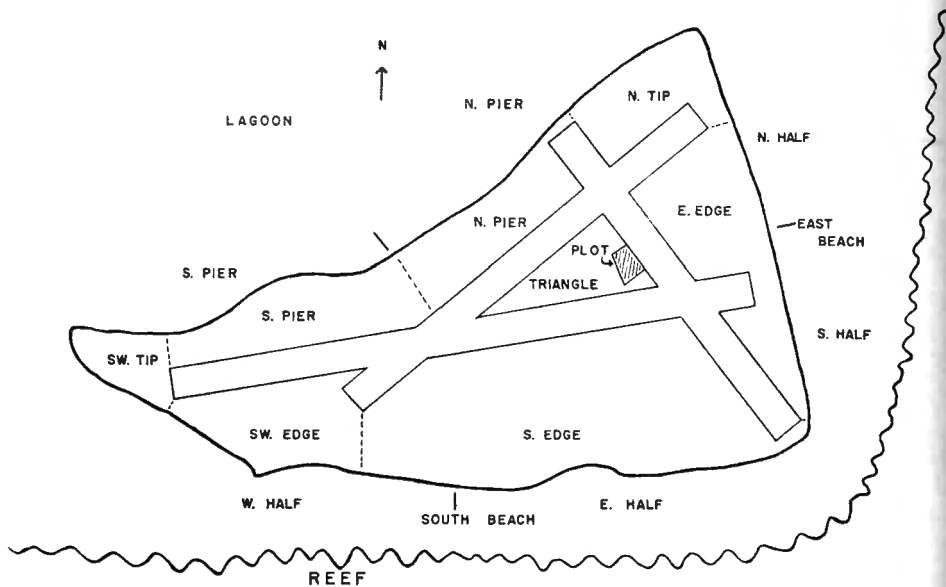 N
N. PIER
N. TIP
LAGOON
N. HALF
E. EDGE
N. PIER
EAST
BEACH
PLOT
S. PIER
TRIANGLE
S. PIER
S. HALF
SW. TIP
SW. EDGE
S. EDGE
W. HALF
E. HALF
SOUTH BEACH
REEF